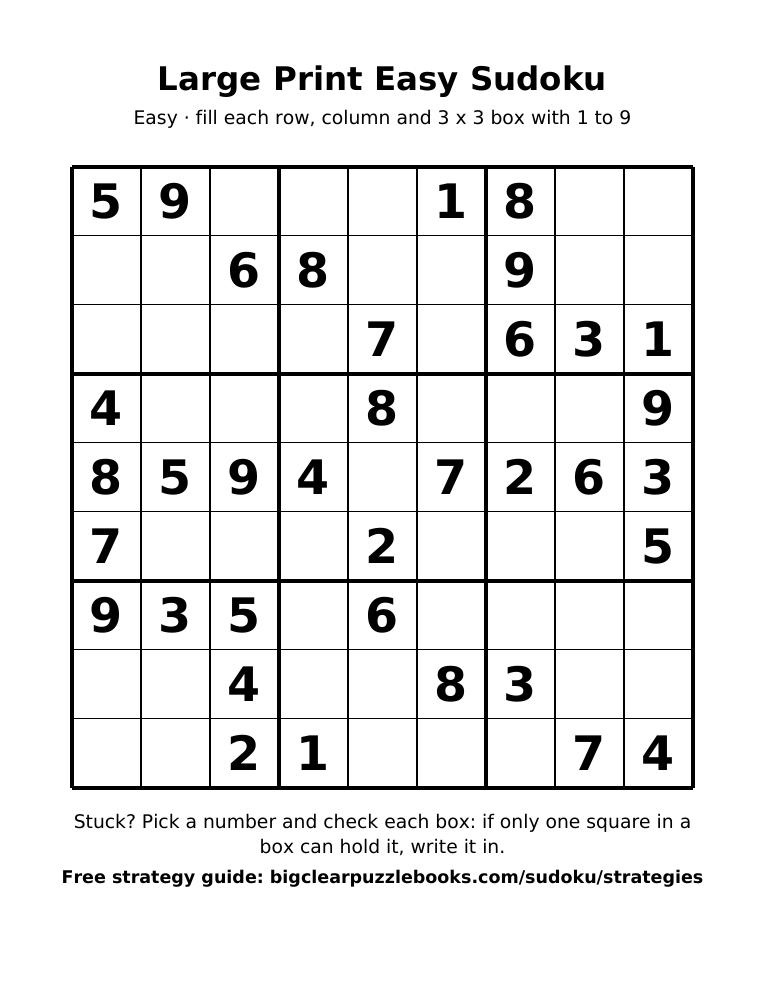 Large Print Easy Sudoku
Easy · fill each row, column and 3 x 3 box with 1 to 9
5 9 1 8
6 8 9
7 6 3 1
4 8 9
8 5 9 4 7 2 6 3
7 2 5
9 3 5 6
4 8 3
2 1 7 4
Stuck? Pick a number and check each box: if only one square in a
box can hold it, write it in.
Free strategy guide: bigclearpuzzlebooks.com/sudoku/strategies